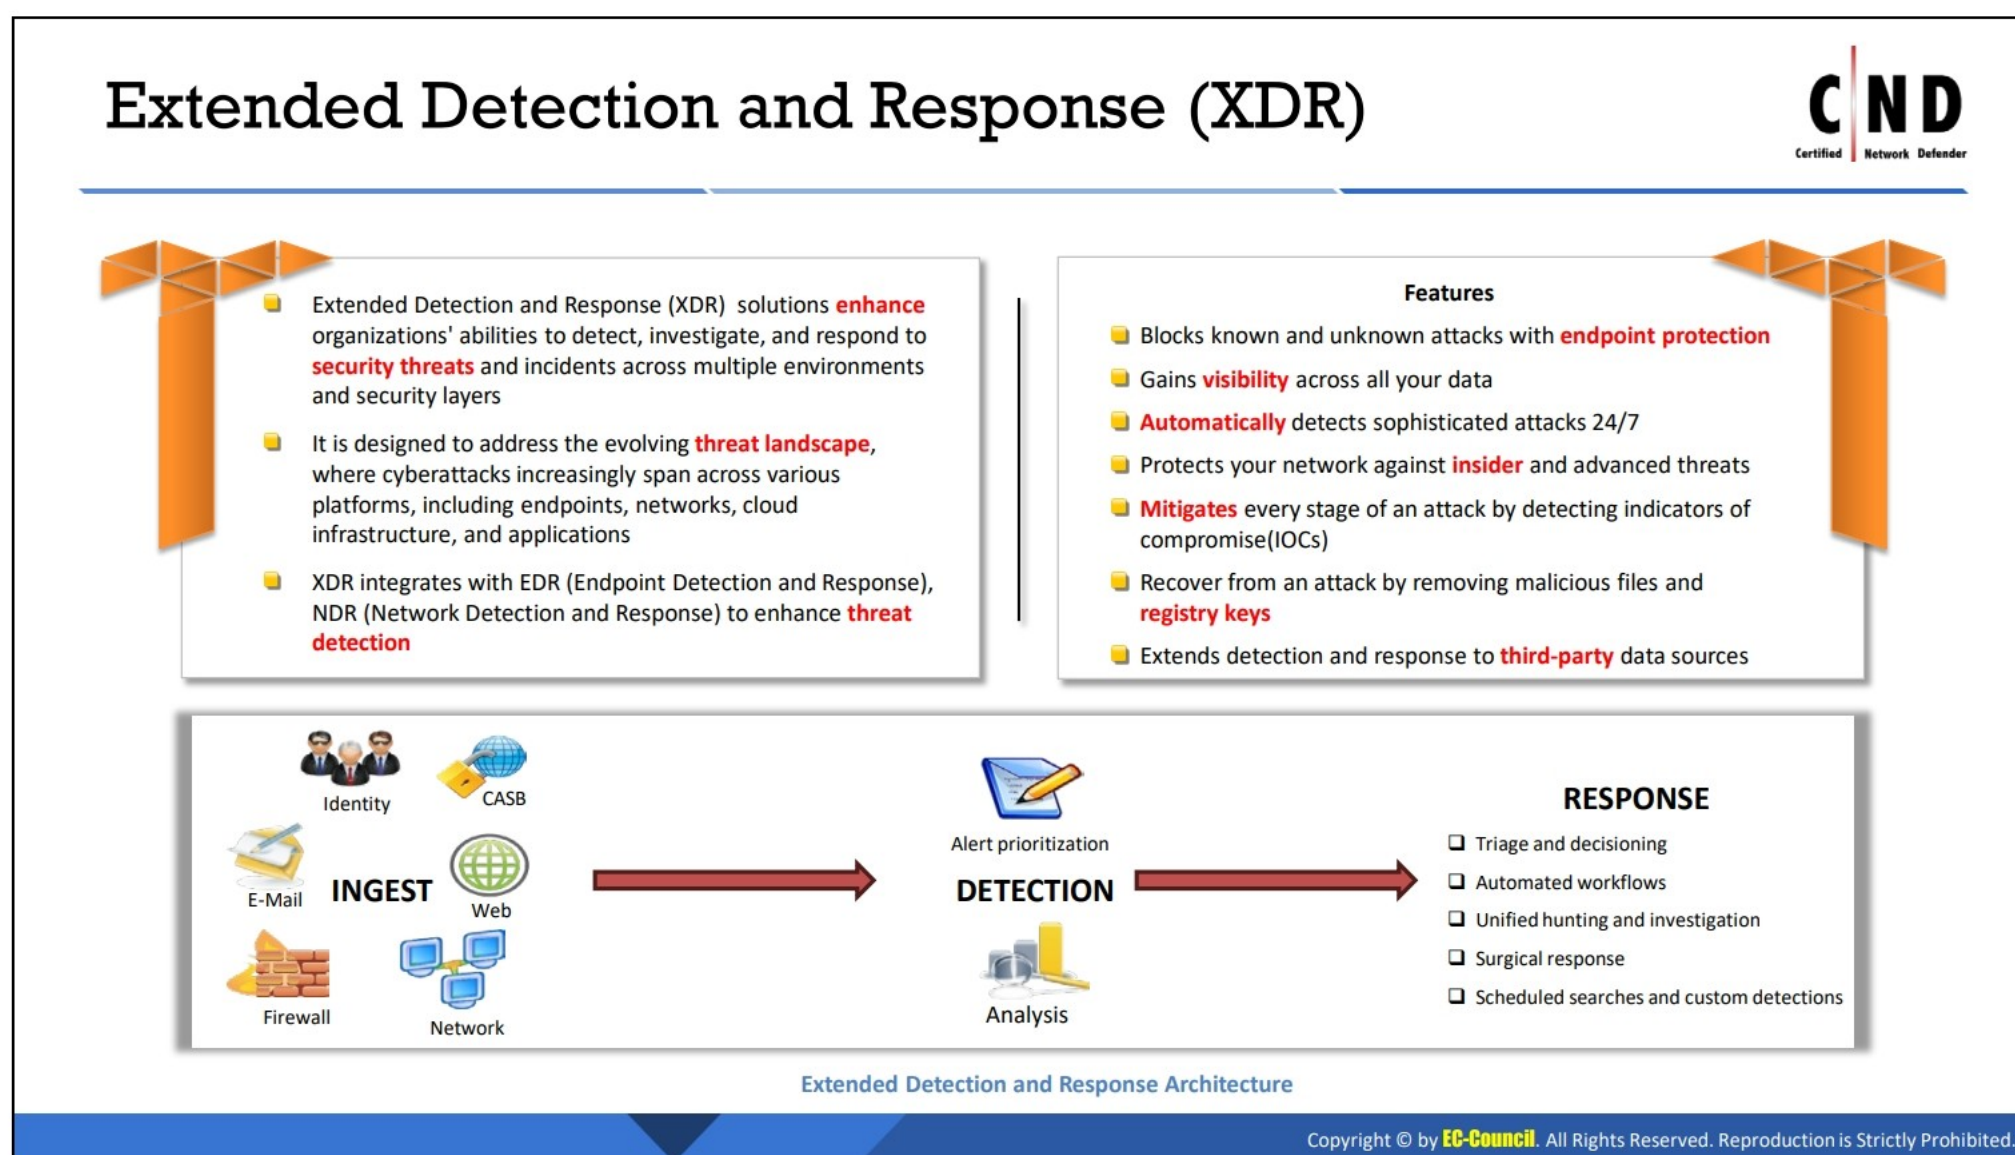 Extended Detection and Response (XDR)
C|ND
Certified Network Defender
Extended Detection and Response (XDR) solutions enhance
organizations' abilities to detect, investigate, and respond to
security threats and incidents across multiple environments
and security layers
It is designed to address the evolving threat landscape,
where cyberattacks increasingly span across various
platforms, including endpoints, networks, cloud
infrastructure, and applications
XDR integrates with EDR (Endpoint Detection and Response),
NDR (Network Detection and Response) to enhance threat
detection
Features
Blocks known and unknown attacks with endpoint protection
Gains visibility across all your data
Automatically detects sophisticated attacks 24/7
Protects your network against insider and advanced threats
Mitigates every stage of an attack by detecting indicators of
compromise(IOCs)
Recover from an attack by removing malicious files and
registry keys
Extends detection and response to third-party data sources
Identity
CASB
E-Mail
INGEST
Web
Firewall
Network
Alert prioritization
DETECTION
Analysis
RESPONSE
Triage and decisioning
Automated workflows
Unified hunting and investigation
Surgical response
Scheduled searches and custom detections
Extended Detection and Response Architecture
Copyright © by EC-Council. All Rights Reserved. Reproduction is Strictly Prohibited.